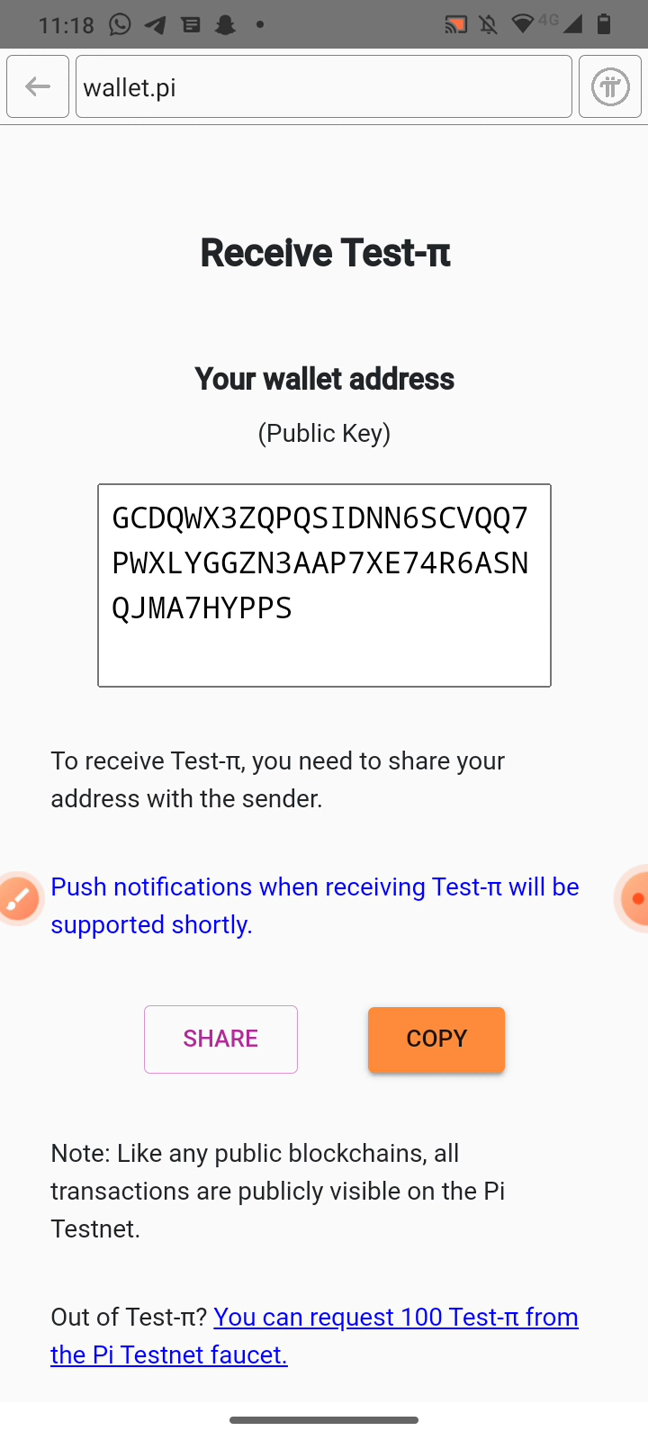 11:18
4G
wallet.pi
Receive Test-π
Your wallet address
(Public Key)
GCDQWX3ZQPQSIDNN6SCVQQ7
PWXLYGGZN3AAP7XE74R6ASN
QJMA7HYPPS
To receive Test-π, you need to share your
address with the sender.
Push notifications when receiving Test-π will be
supported shortly.
SHARE
COPY
Note: Like any public blockchains, all
transactions are publicly visible on the Pi
Testnet.
Out of Test-π? You can request 100 Test-π from
the Pi Testnet faucet.